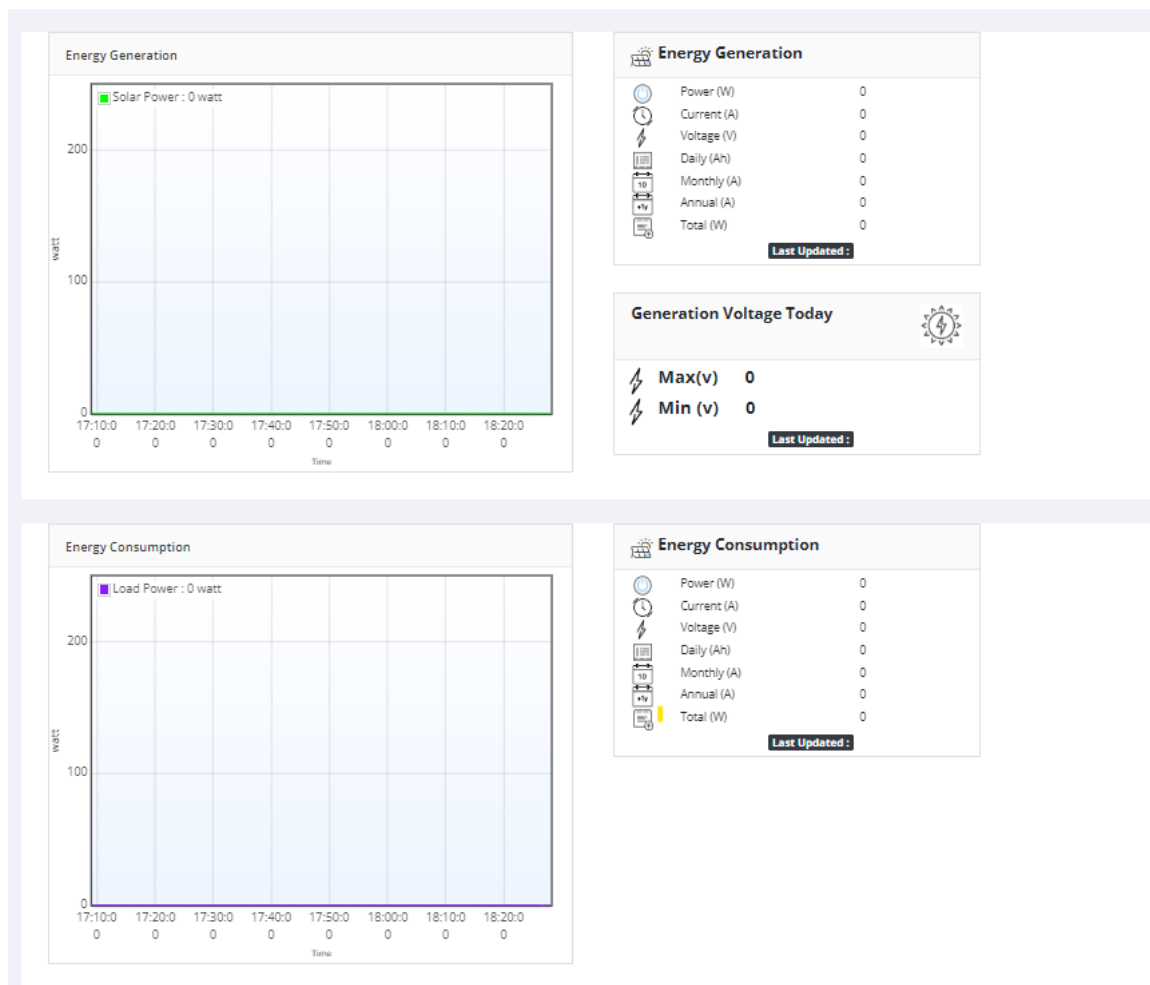 Energy Generation
Solar Power : 0 watt
200
100
0
watt
17:10:0 17:20:0 17:30:0 17:40:0 17:50:0 18:00:0 18:10:0 18:20:0
0 0 0 0 0 0 0 0
Time
Energy Generation
Power (W) 0
Current (A) 0
Voltage (V) 0
Daily (Ah) 0
10 Monthly (A) 0
+1y Annual (A) 0
Total (W) 0
Last Updated :
Generation Voltage Today
Max(v) 0
Min (v) 0
Last Updated :
Energy Consumption
Load Power : 0 watt
200
100
0
watt
17:10:0 17:20:0 17:30:0 17:40:0 17:50:0 18:00:0 18:10:0 18:20:0
0 0 0 0 0 0 0 0
Time
Energy Consumption
Power (W) 0
Current (A) 0
Voltage (V) 0
Daily (Ah) 0
10 Monthly (A) 0
+1y Annual (A) 0
Total (W) 0
Last Updated :